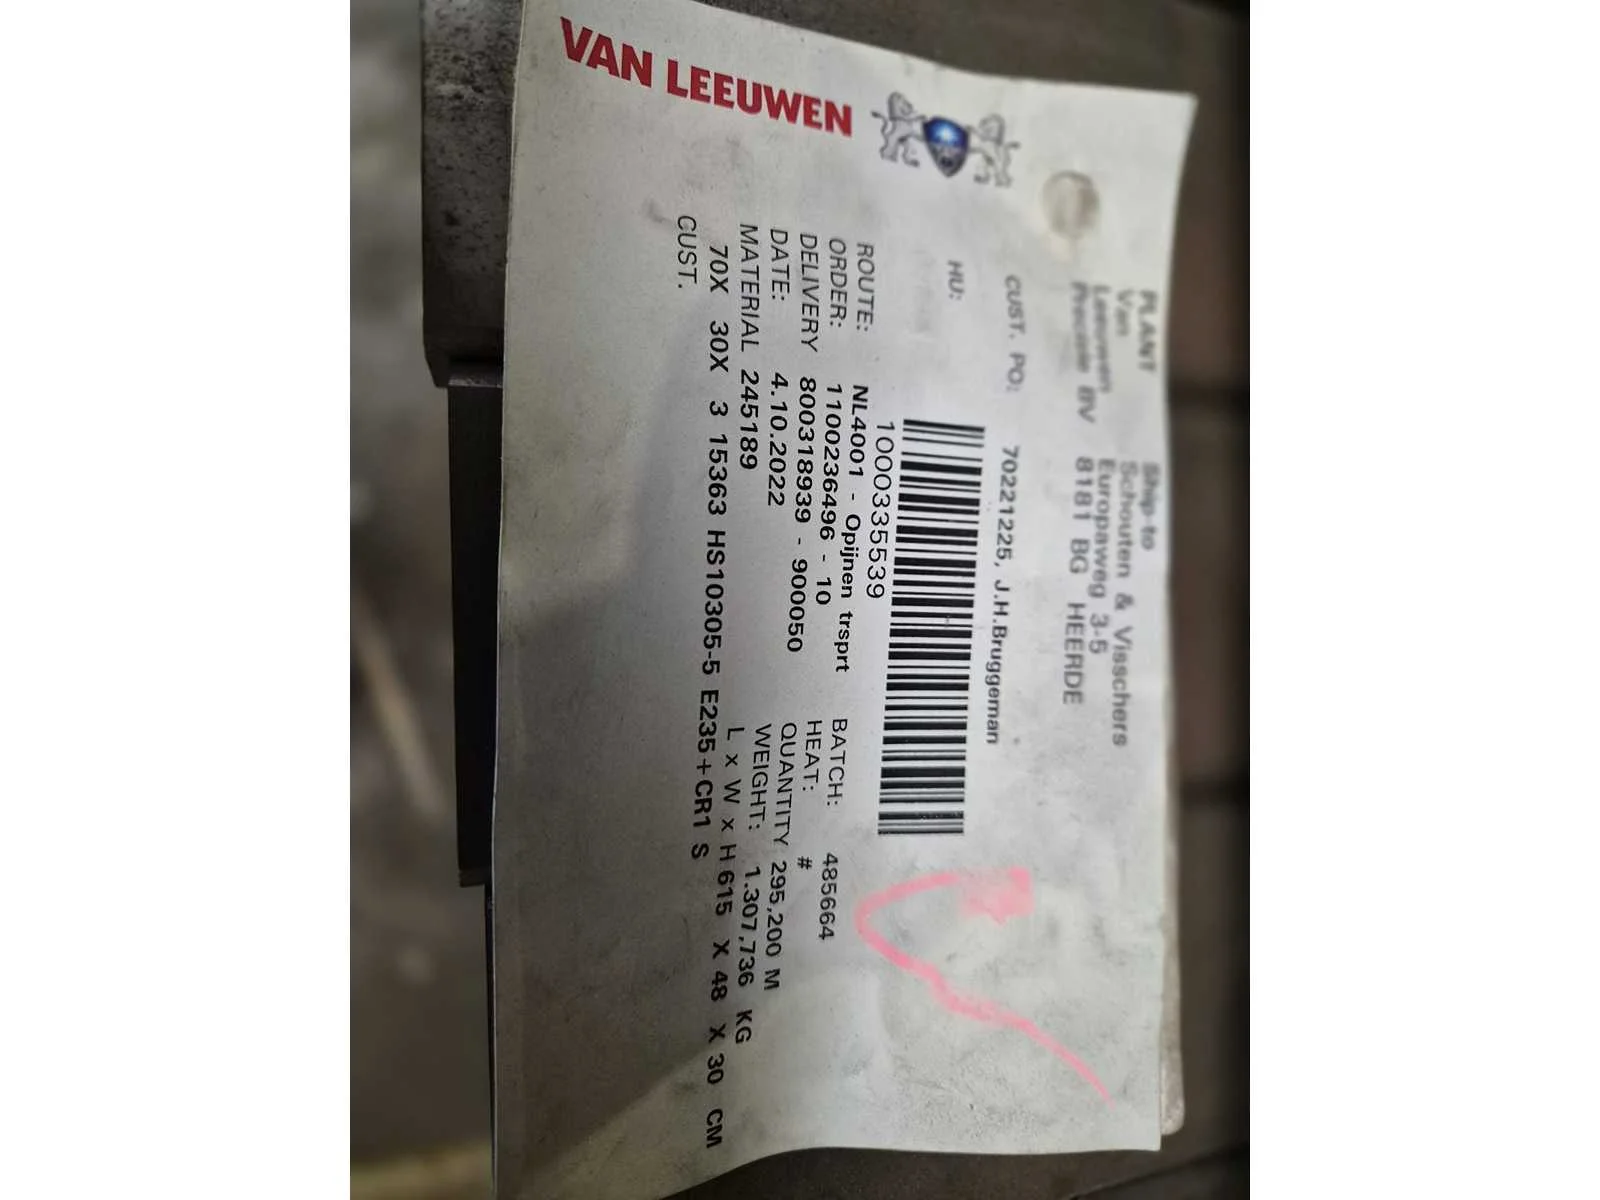 VAN LEEUWEN
PLANT
Van
Leeuwen
Precisie BV
Ship-to
Schouten & Visschers
Europaweg 3-5
8181 BG HEERDE
CUST. PO: 70221225, J.H.Bruggeman
HU:
1000335539
ROUTE: NL4001 - Opijnen trsprt
ORDER: 1100236496 - 10
DELIVERY 800318939 - 900050
DATE: 4.10.2022
MATERIAL 245189
BATCH: 485664
HEAT: #
QUANTITY 295,200 M
WEIGHT: 1.307,736 KG
L x W x H 615 X 48 X 30 CM
70X 30X 3 15363 HS10305-5 E235+CR1 S
CUST.